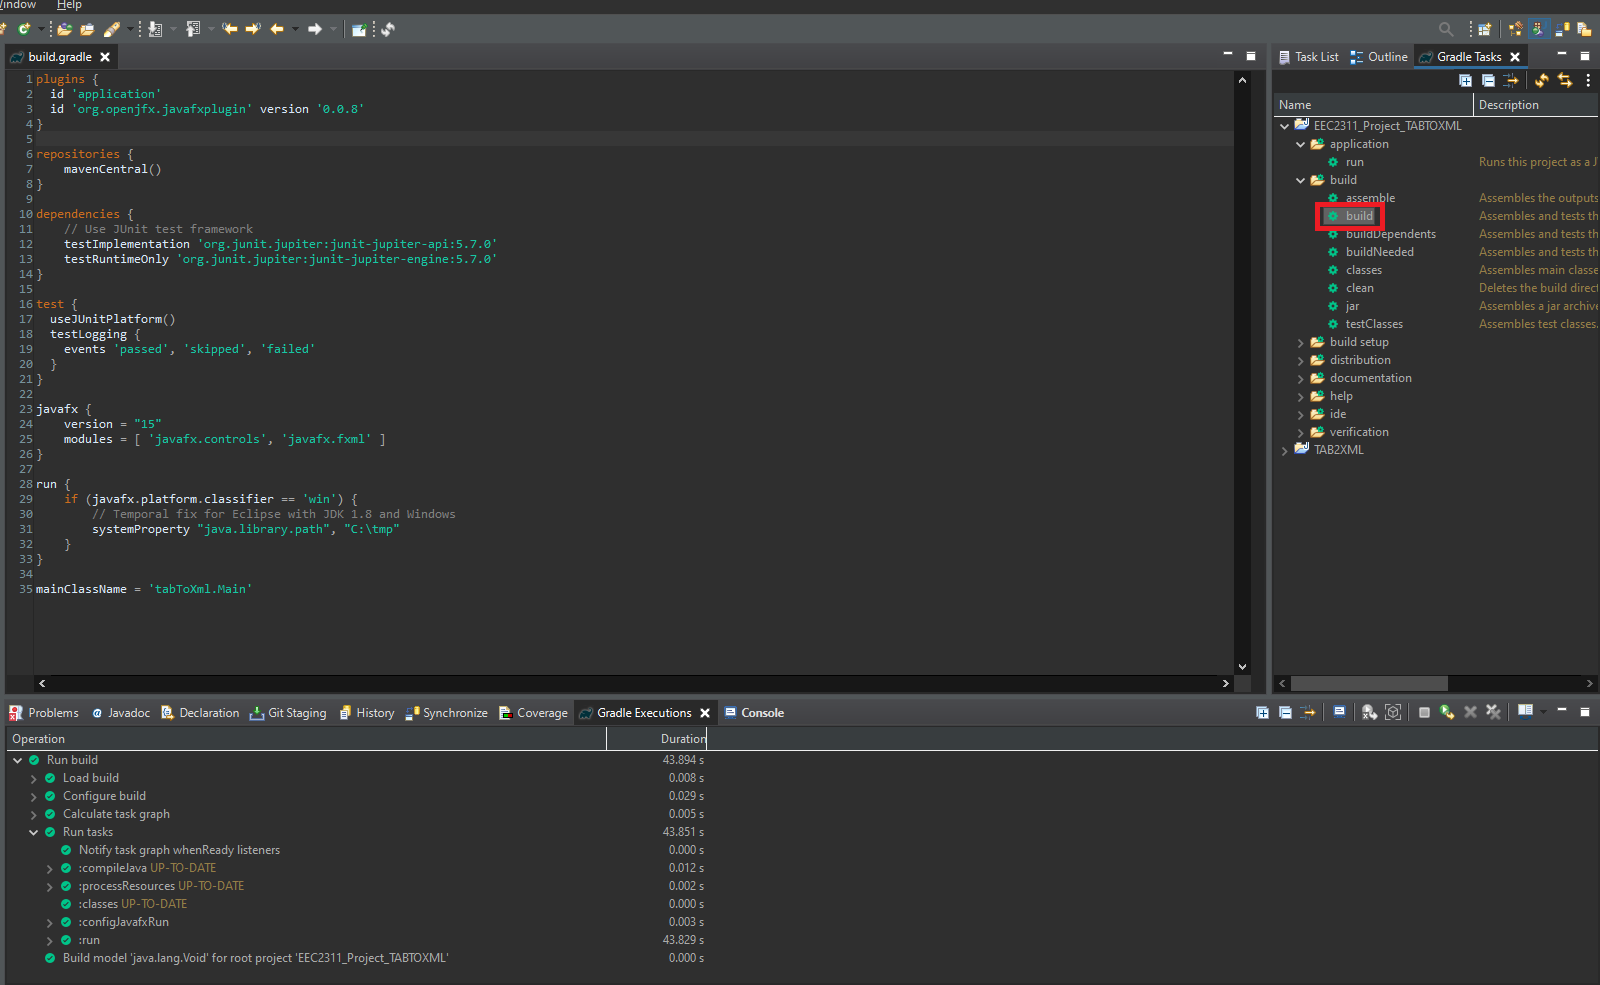 Window Help
build.gradle
1 plugins {
2   id 'application'
3   id 'org.openjfx.javafxplugin' version '0.0.8'
4 }
5
6 repositories {
7     mavenCentral()
8 }
9
10 dependencies {
11     // Use JUnit test framework
12     testImplementation 'org.junit.jupiter:junit-jupiter-api:5.7.0'
13     testRuntimeOnly 'org.junit.jupiter:junit-jupiter-engine:5.7.0'
14 }
15
16 test {
17   useJUnitPlatform()
18   testLogging {
19     events 'passed', 'skipped', 'failed'
20   }
21 }
22
23 javafx {
24     version = "15"
25     modules = [ 'javafx.controls', 'javafx.fxml' ]
26 }
27
28 run {
29     if (javafx.platform.classifier == 'win') {
30         // Temporal fix for Eclipse with JDK 1.8 and Windows
31         systemProperty "java.library.path", "C:\tmp"
32     }
33 }
34
35 mainClassName = 'tabToXml.Main'
Task List Outline Gradle Tasks
Name Description
EEC2311_Project_TABTOXML
application
run Runs this project as a J
build
assemble Assembles the outputs
build Assembles and tests th
buildDependents Assembles and tests th
buildNeeded Assembles and tests th
classes Assembles main classe
clean Deletes the build direct
jar Assembles a jar archive
testClasses Assembles test classes.
build setup
distribution
documentation
help
ide
verification
TAB2XML
Problems Javadoc Declaration Git Staging History Synchronize Coverage Gradle Executions Console
Operation Duration
Run build 43.894 s
Load build 0.008 s
Configure build 0.029 s
Calculate task graph 0.005 s
Run tasks 43.851 s
Notify task graph whenReady listeners 0.000 s
:compileJava UP-TO-DATE 0.012 s
:processResources UP-TO-DATE 0.002 s
:classes UP-TO-DATE 0.000 s
:configJavafxRun 0.003 s
:run 43.829 s
Build model 'java.lang.Void' for root project 'EEC2311_Project_TABTOXML' 0.000 s